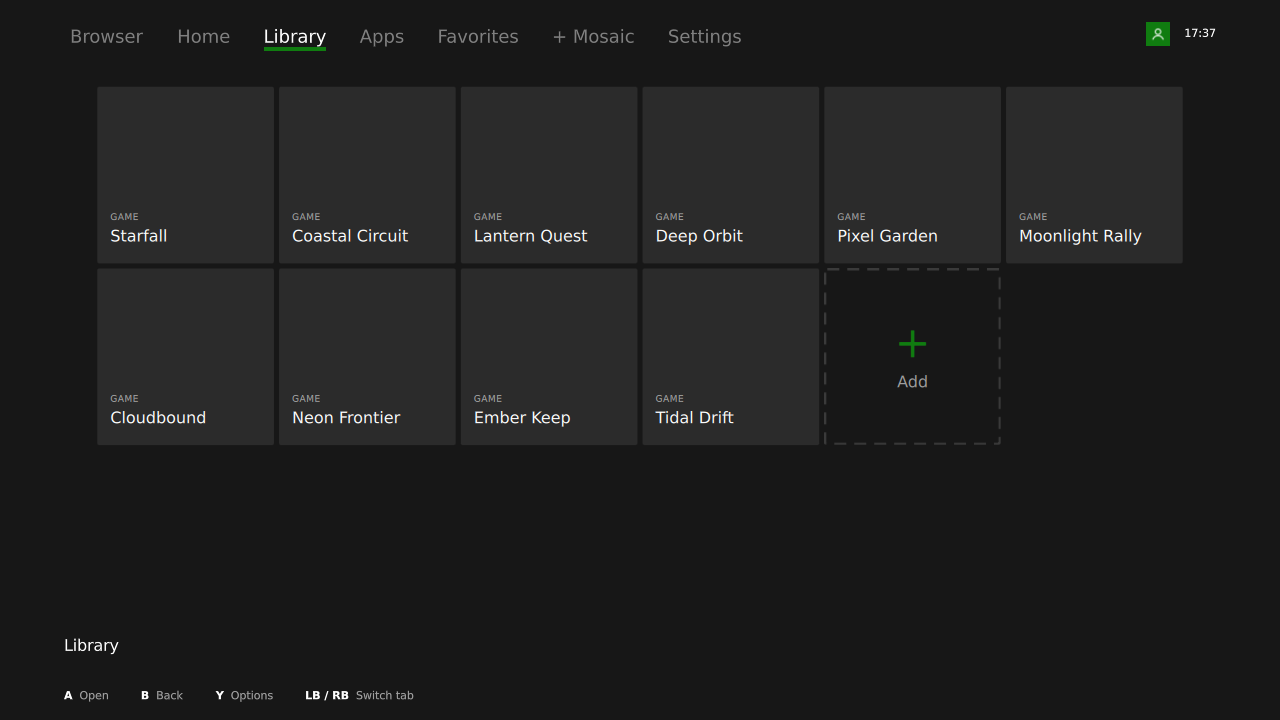 Browser Home Library Apps Favorites + Mosaic Settings 17:37
GAME GAME GAME GAME GAME GAME
Starfall Coastal Circuit Lantern Quest Deep Orbit Pixel Garden Moonlight Rally
GAME GAME GAME GAME
Cloudbound Neon Frontier Ember Keep Tidal Drift
Add
Library
A Open B Back Y Options LB / RB Switch tab